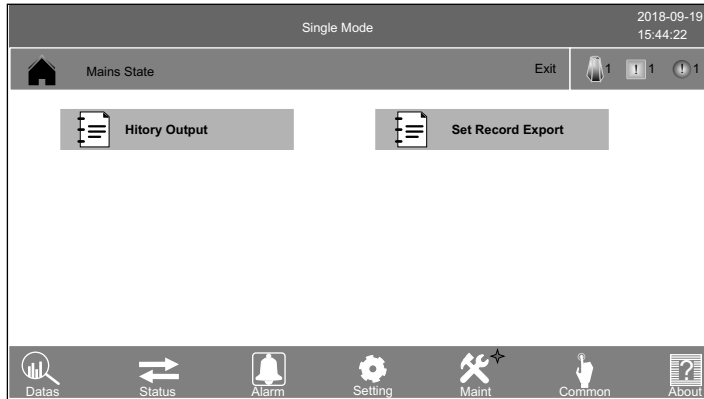 Single Mode
2018-09-19
15:44:22
Mains State
Exit
1
! 1
! 1
Hitory Output
Set Record Export
Datas
Status
Alarm
Setting
Maint
Common
? About